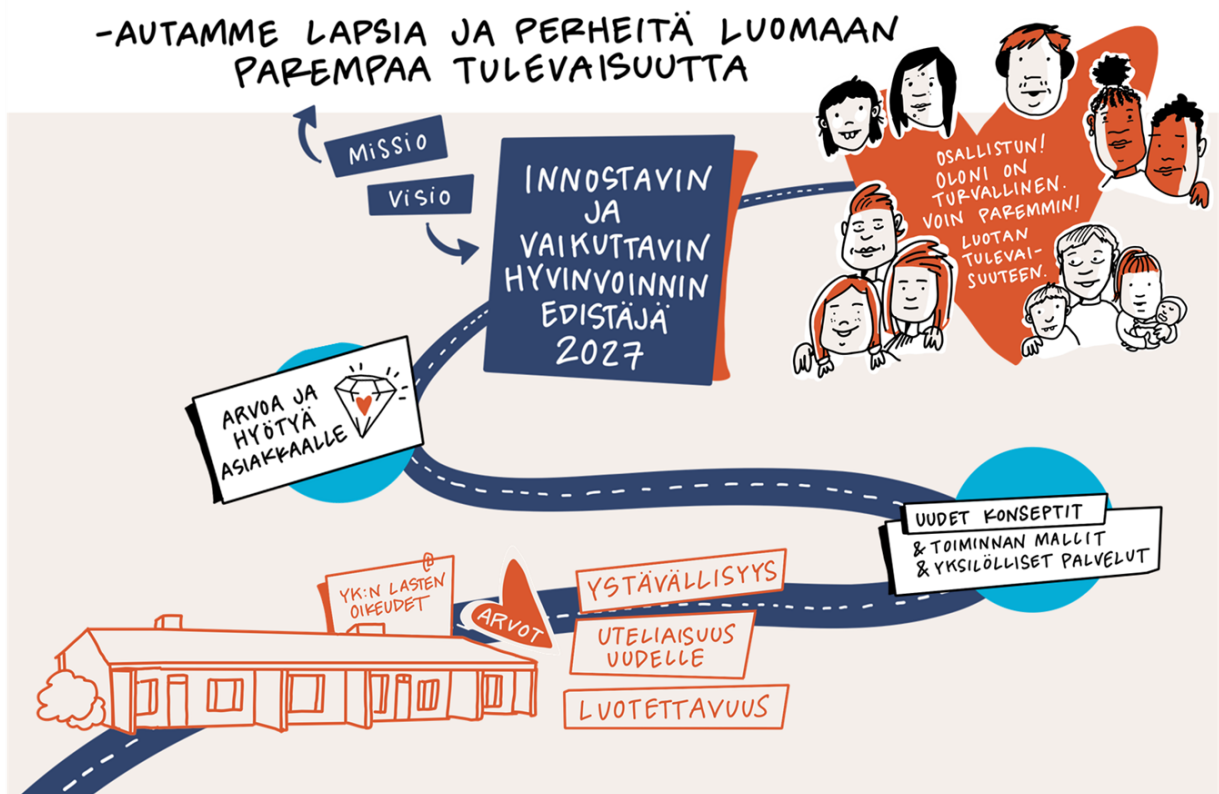 -AUTAMME LAPSIA JA PERHEITÄ LUOMAAN
PAREMPAA TULEVAISUUTTA
MISSIO
VISIO
INNOSTAVIN
JA
VAIKUTTAVIN
HYVINVOINNIN
EDISTÄJÄ
2027
OSALLISTUN!
OLONI ON
TURVALLINEN.
VOIN PAREMMIN!
LUOTAN
TULEVAI-
SUUTEEN.
ARVOA JA
HYÖTYÄ
ASIAKKAALLE
UUDET KONSEPTIT
& TOIMINNAN MALLIT
& YKSILÖLLISET PALVELUT
YK:N LASTEN
OIKEUDET
ARVOT
YSTÄVÄLLISYYS
UTELIAISUUS
UUDELLE
LUOTETTAVUUS